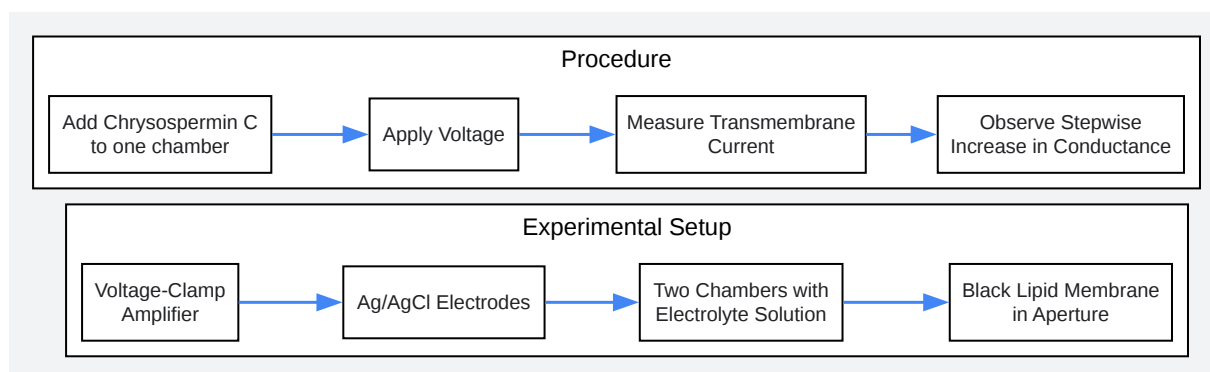 Procedure
Add Chrysospermin C
to one chamber
Apply Voltage
Measure Transmembrane
Current
Observe Stepwise
Increase in Conductance
Experimental Setup
Voltage-Clamp
Amplifier
Ag/AgCl Electrodes
Two Chambers with
Electrolyte Solution
Black Lipid Membrane
in Aperture